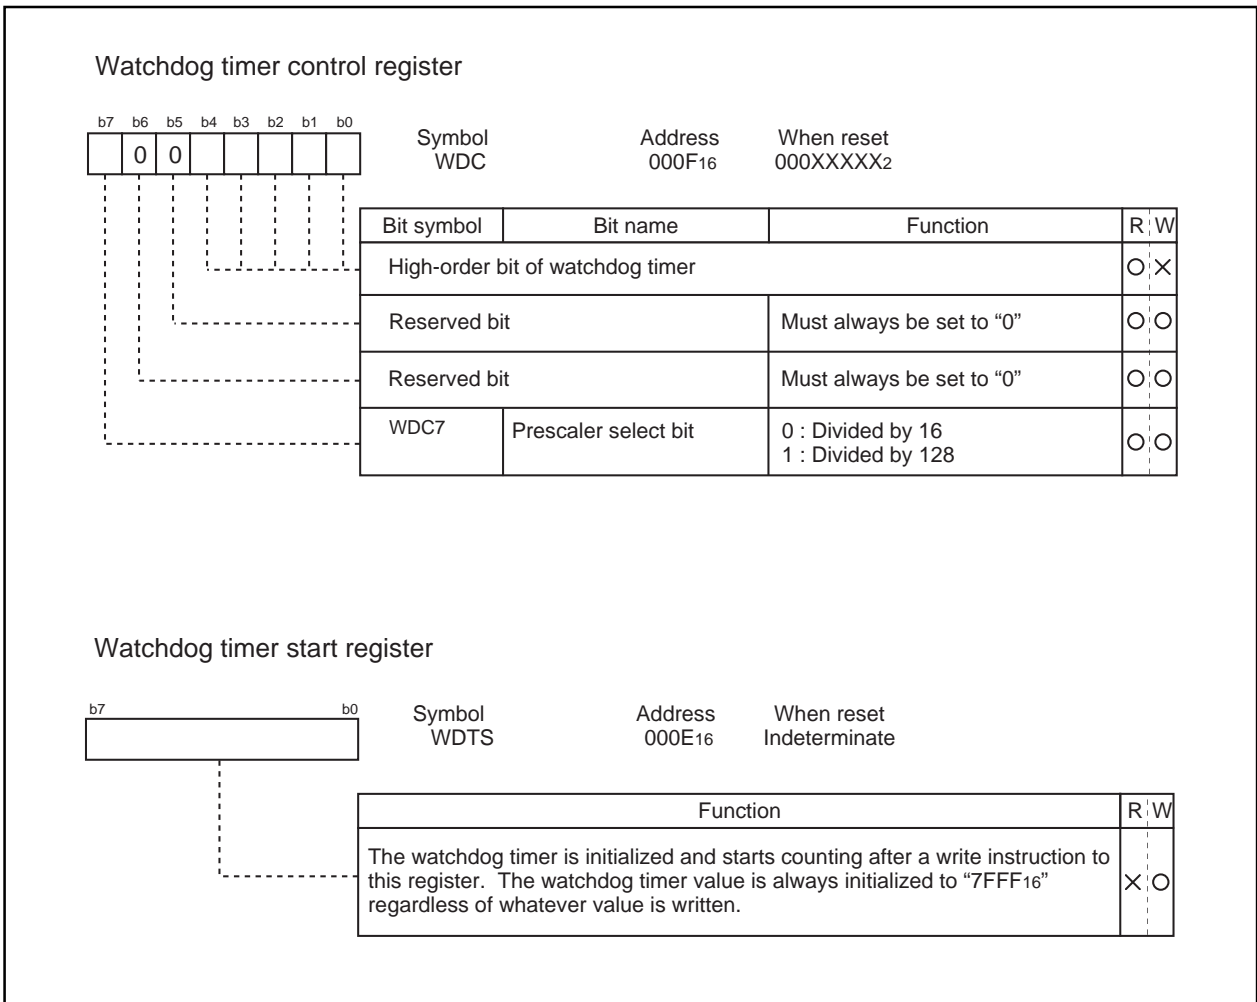 Watchdog timer control register
b7 b6 b5 b4 b3 b2 b1 b0
0 0
Symbol Address When reset
WDC 000F16 000XXXXX2
Bit symbol Bit name Function R W
High-order bit of watchdog timer
Reserved bit Must always be set to “0”
Reserved bit Must always be set to “0”
WDC7 Prescaler select bit 0 : Divided by 16
1 : Divided by 128
Watchdog timer start register
b7 b0
Symbol Address When reset
WDTS 000E16 Indeterminate
Function R W
The watchdog timer is initialized and starts counting after a write instruction to
this register. The watchdog timer value is always initialized to “7FFF16”
regardless of whatever value is written.